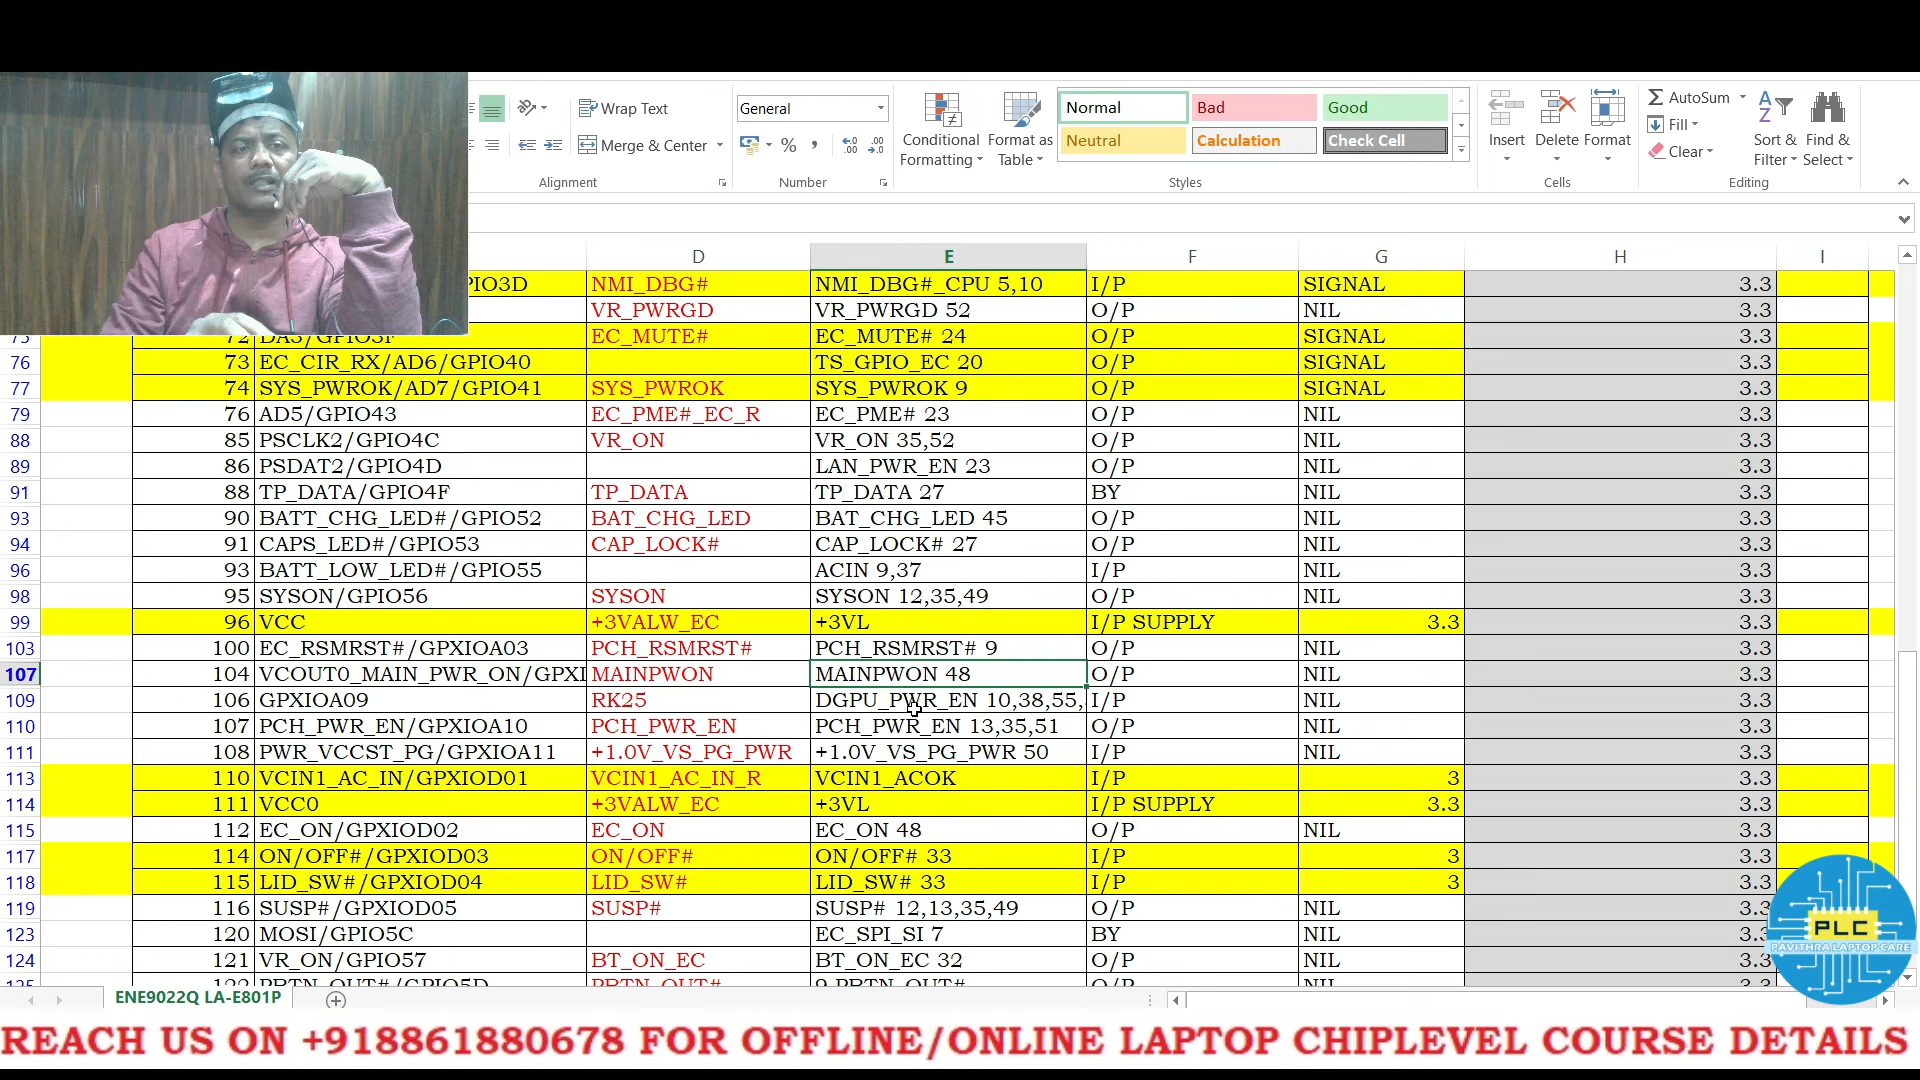 Wrap Text
General
Merge & Center
%
Conditional Formatting
Format as Table
Normal
Bad
Good
Neutral
Calculation
Check Cell
Insert
Delete
Format
AutoSum
Fill
Clear
Sort & Filter
Find & Select
Alignment
Number
Styles
Cells
Editing
D E F G H I
PIO3D NMI_DBG# NMI_DBG#_CPU 5,10 I/P SIGNAL 3.3
VR_PWRGD VR_PWRGD 52 O/P NIL 3.3
75 72 DA3/GPIO3F EC_MUTE# EC_MUTE# 24 O/P SIGNAL 3.3
76 73 EC_CIR_RX/AD6/GPIO40 TS_GPIO_EC 20 O/P SIGNAL 3.3
77 74 SYS_PWROK/AD7/GPIO41 SYS_PWROK SYS_PWROK 9 O/P SIGNAL 3.3
79 76 AD5/GPIO43 EC_PME#_EC_R EC_PME# 23 O/P NIL 3.3
88 85 PSCLK2/GPIO4C VR_ON VR_ON 35,52 O/P NIL 3.3
89 86 PSDAT2/GPIO4D LAN_PWR_EN 23 O/P NIL 3.3
91 88 TP_DATA/GPIO4F TP_DATA TP_DATA 27 BY NIL 3.3
93 90 BATT_CHG_LED#/GPIO52 BAT_CHG_LED BAT_CHG_LED 45 O/P NIL 3.3
94 91 CAPS_LED#/GPIO53 CAP_LOCK# CAP_LOCK# 27 O/P NIL 3.3
96 93 BATT_LOW_LED#/GPIO55 ACIN 9,37 I/P NIL 3.3
98 95 SYSON/GPIO56 SYSON SYSON 12,35,49 O/P NIL 3.3
99 96 VCC +3VALW_EC +3VL I/P SUPPLY 3.3 3.3
103 100 EC_RSMRST#/GPXIOA03 PCH_RSMRST# PCH_RSMRST# 9 O/P NIL 3.3
107 104 VCOUT0_MAIN_PWR_ON/GPXI MAINPWON MAINPWON 48 O/P NIL 3.3
109 106 GPXIOA09 RK25 DGPU_PWR_EN 10,38,55, I/P NIL 3.3
110 107 PCH_PWR_EN/GPXIOA10 PCH_PWR_EN PCH_PWR_EN 13,35,51 O/P NIL 3.3
111 108 PWR_VCCST_PG/GPXIOA11 +1.0V_VS_PG_PWR +1.0V_VS_PG_PWR 50 I/P NIL 3.3
113 110 VCIN1_AC_IN/GPXIOD01 VCIN1_AC_IN_R VCIN1_ACOK I/P 3 3.3
114 111 VCC0 +3VALW_EC +3VL I/P SUPPLY 3.3 3.3
115 112 EC_ON/GPXIOD02 EC_ON EC_ON 48 O/P NIL 3.3
117 114 ON/OFF#/GPXIOD03 ON/OFF# ON/OFF# 33 I/P 3 3.3
118 115 LID_SW#/GPXIOD04 LID_SW# LID_SW# 33 I/P 3 3.3
119 116 SUSP#/GPXIOD05 SUSP# SUSP# 12,13,35,49 O/P NIL 3.3
123 120 MOSI/GPIO5C EC_SPI_SI 7 BY NIL 3.3
124 121 VR_ON/GPIO57 BT_ON_EC BT_ON_EC 32 O/P NIL 3.3
PLC
PAVITHRA LAPTOP CARE
ENE9022Q LA-E801P
REACH US ON +918861880678 FOR OFFLINE/ONLINE LAPTOP CHIPLEVEL COURSE DETAILS